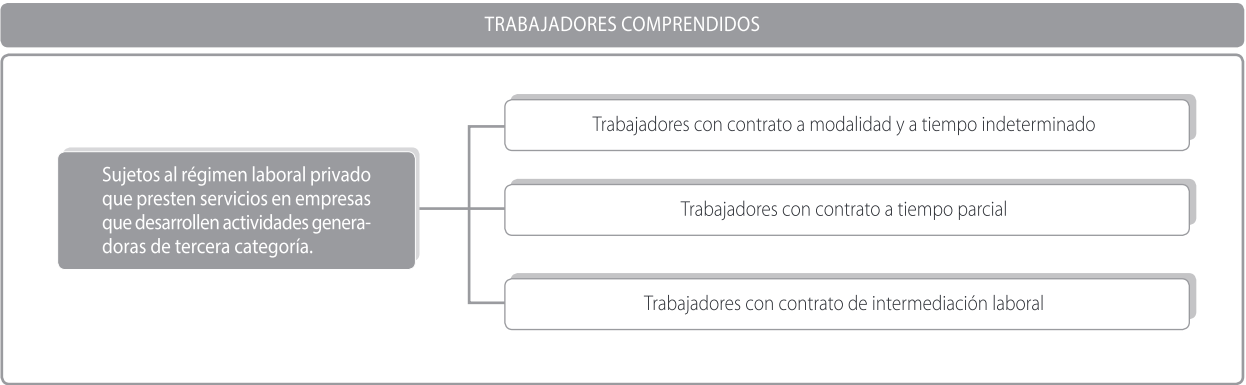 TRABAJADORES COMPRENDIDOS
Sujetos al régimen laboral privado
que presten servicios en empresas
que desarrollen actividades genera-
doras de tercera categoría.
Trabajadores con contrato a modalidad y a tiempo indeterminado
Trabajadores con contrato a tiempo parcial
Trabajadores con contrato de intermediación laboral